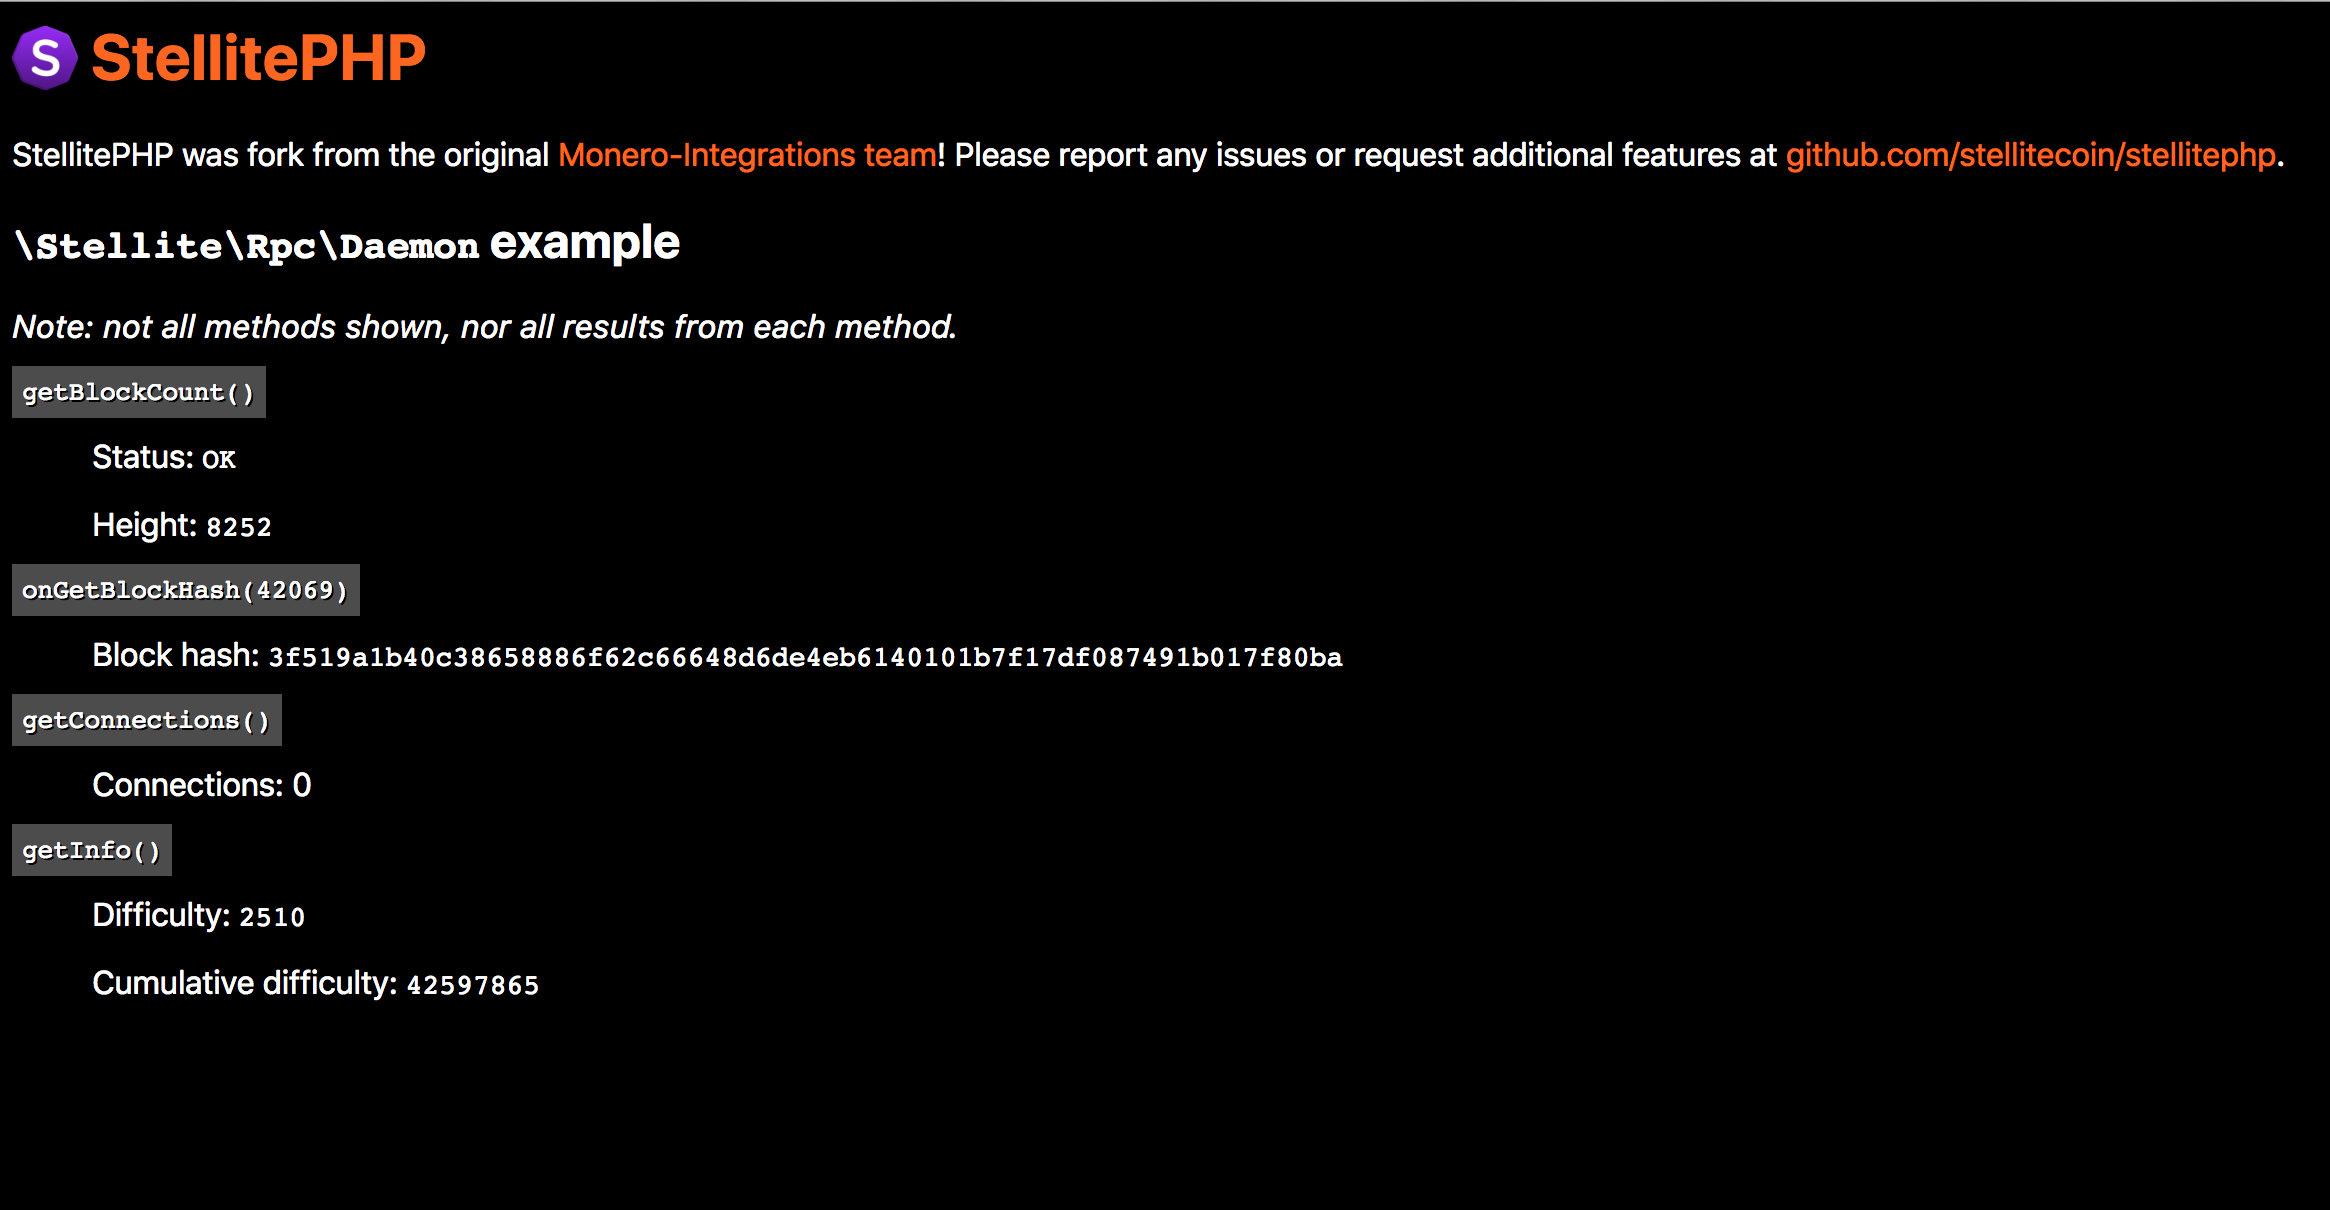 S StellitePHP
StellitePHP was fork from the original Monero-Integrations team! Please report any issues or request additional features at github.com/stellitecoin/stellitephp.
\Stellite\Rpc\Daemon example
Note: not all methods shown, nor all results from each method.
getBlockCount()
Status: OK
Height: 8252
onGetBlockHash(42069)
Block hash: 3f519a1b40c38658886f62c66648d6de4eb6140101b7f17df087491b017f80ba
getConnections()
Connections: 0
getInfo()
Difficulty: 2510
Cumulative difficulty: 42597865